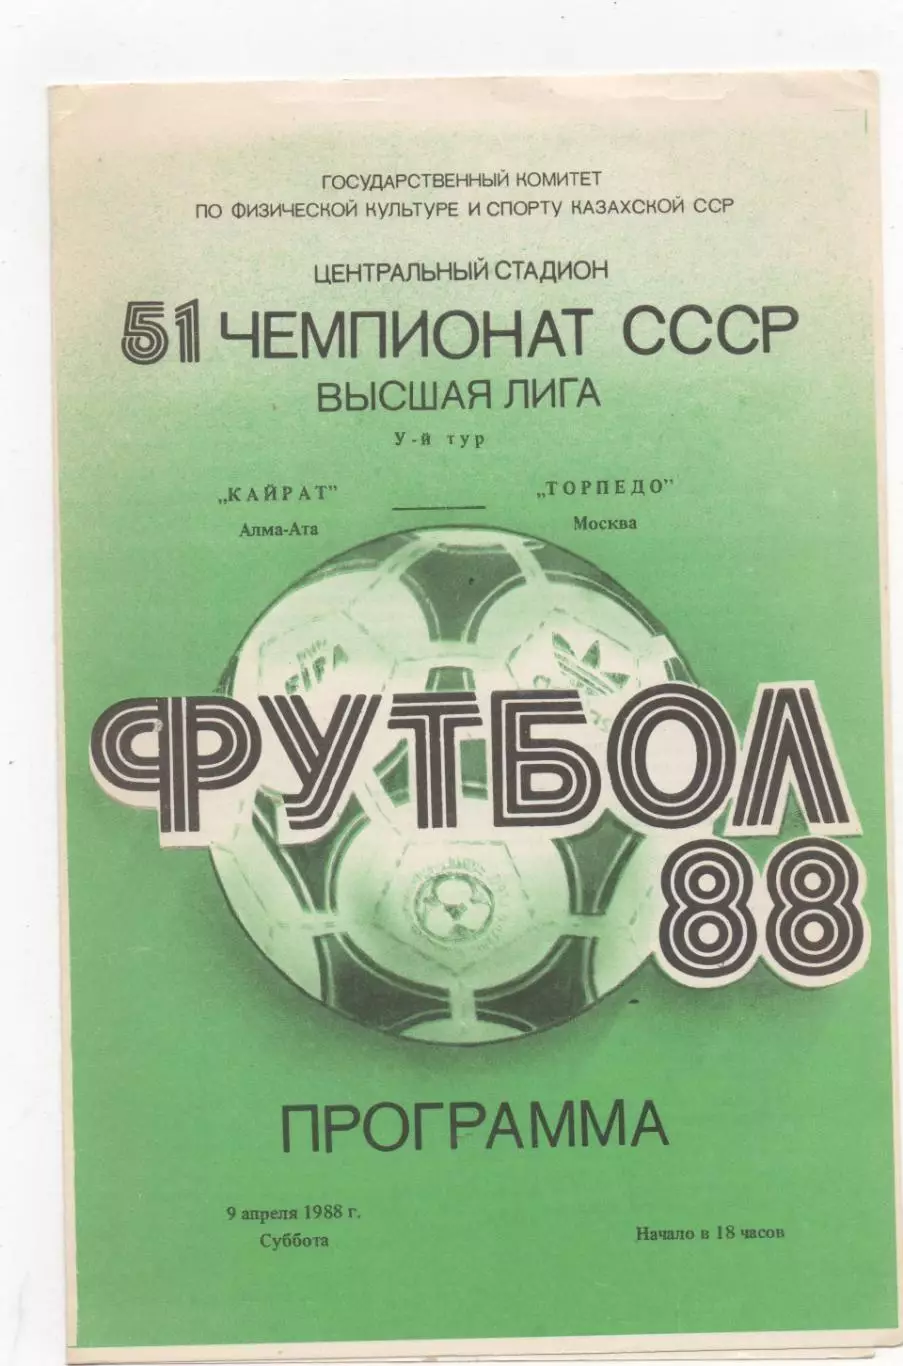 ГОСУДАРСТВЕННЫЙ КОМИТЕТ
ПО ФИЗИЧЕСКОЙ КУЛЬТУРЕ И СПОРТУ КАЗАХСКОЙ ССР
ЦЕНТРАЛЬНЫЙ СТАДИОН
51 ЧЕМПИОНАТ СССР
ВЫСШАЯ ЛИГА
У-й тур
„КАЙРАТ” „ТОРПЕДО”
Алма-Ата Москва
FIFA
ФУТБОЛ
88
ПРОГРАММА
9 апреля 1988 г.
Суббота
Начало в 18 часов